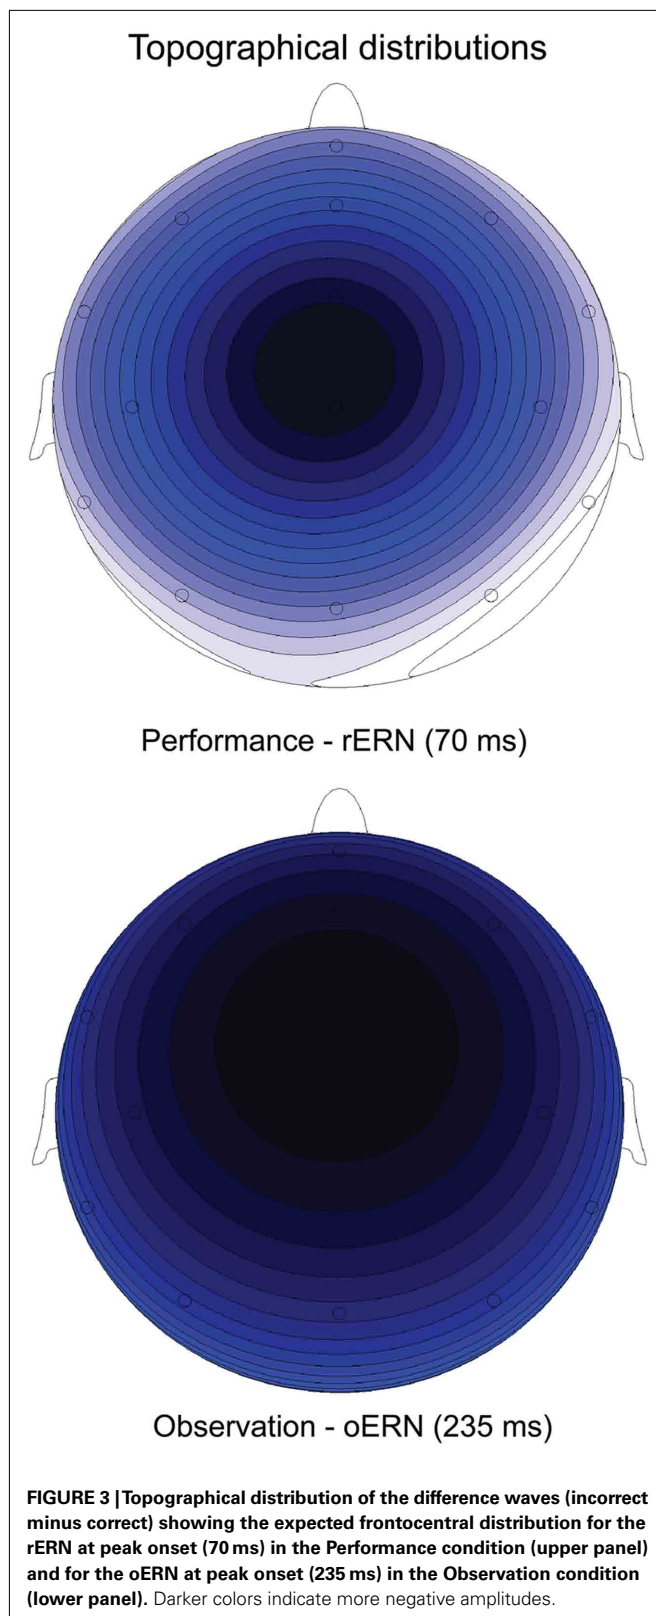 Topographical distributions
Performance - rERN (70 ms)
Observation - oERN (235 ms)
FIGURE 3 | Topographical distribution of the difference waves (incorrect
minus correct) showing the expected frontocentral distribution for the
rERN at peak onset (70 ms) in the Performance condition (upper panel)
and for the oERN at peak onset (235 ms) in the Observation condition
(lower panel). Darker colors indicate more negative amplitudes.